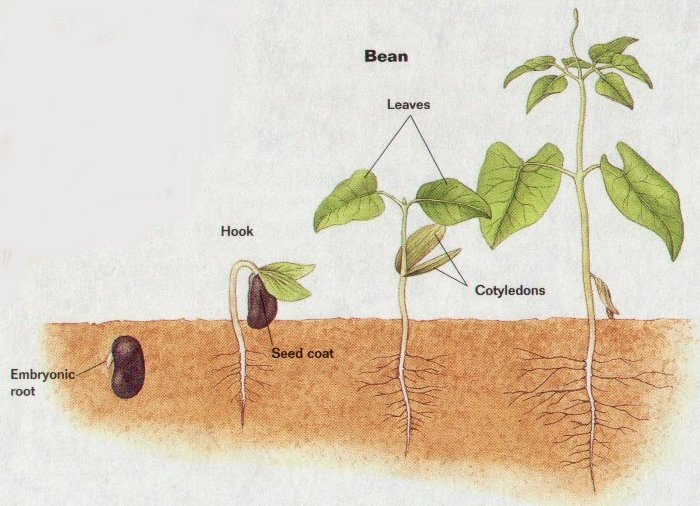 Bean
Leaves
Hook
Cotyledons
Seed coat
Embryonic
root